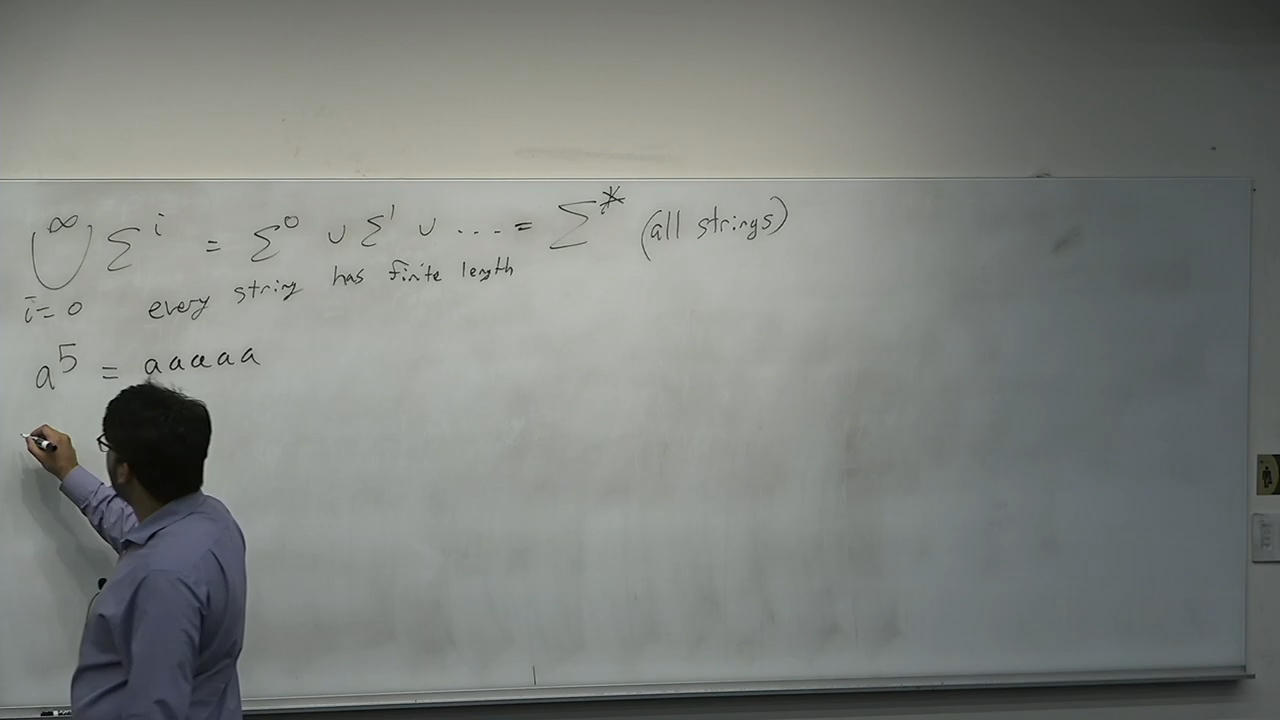 ∞
⋃ Σ^i = Σ^0 ∪ Σ^1 ∪ .... = Σ^* (all strings)
i=0 every string has finite length
a^5 = aaaaa